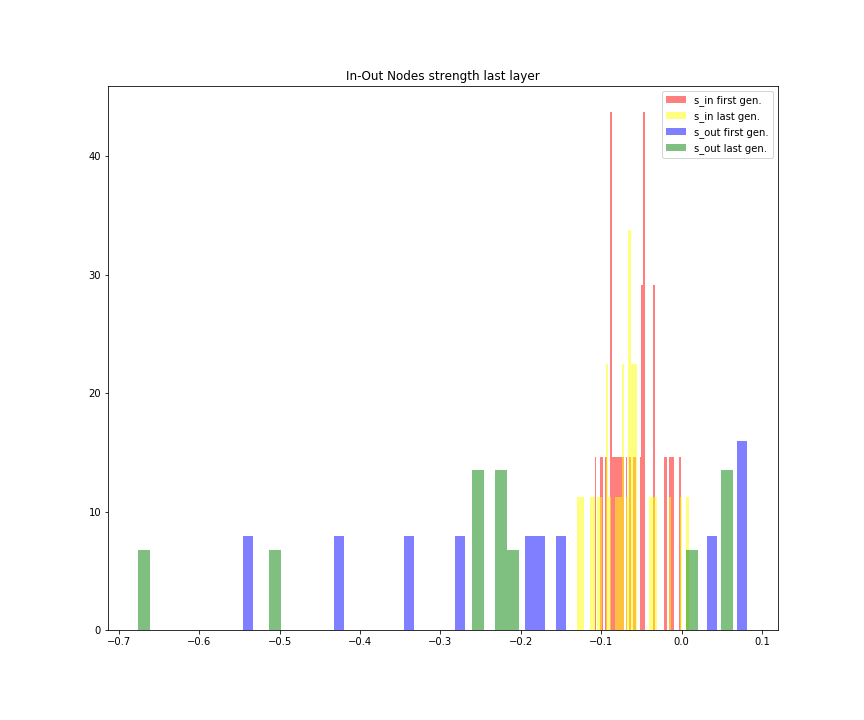 In-Out Nodes strength last layer
s_in first gen.
s_in last gen.
s_out first gen.
s_out last gen.
40
30
20
10
0
−0.7 −0.6 −0.5 −0.4 −0.3 −0.2 −0.1 0.0 0.1